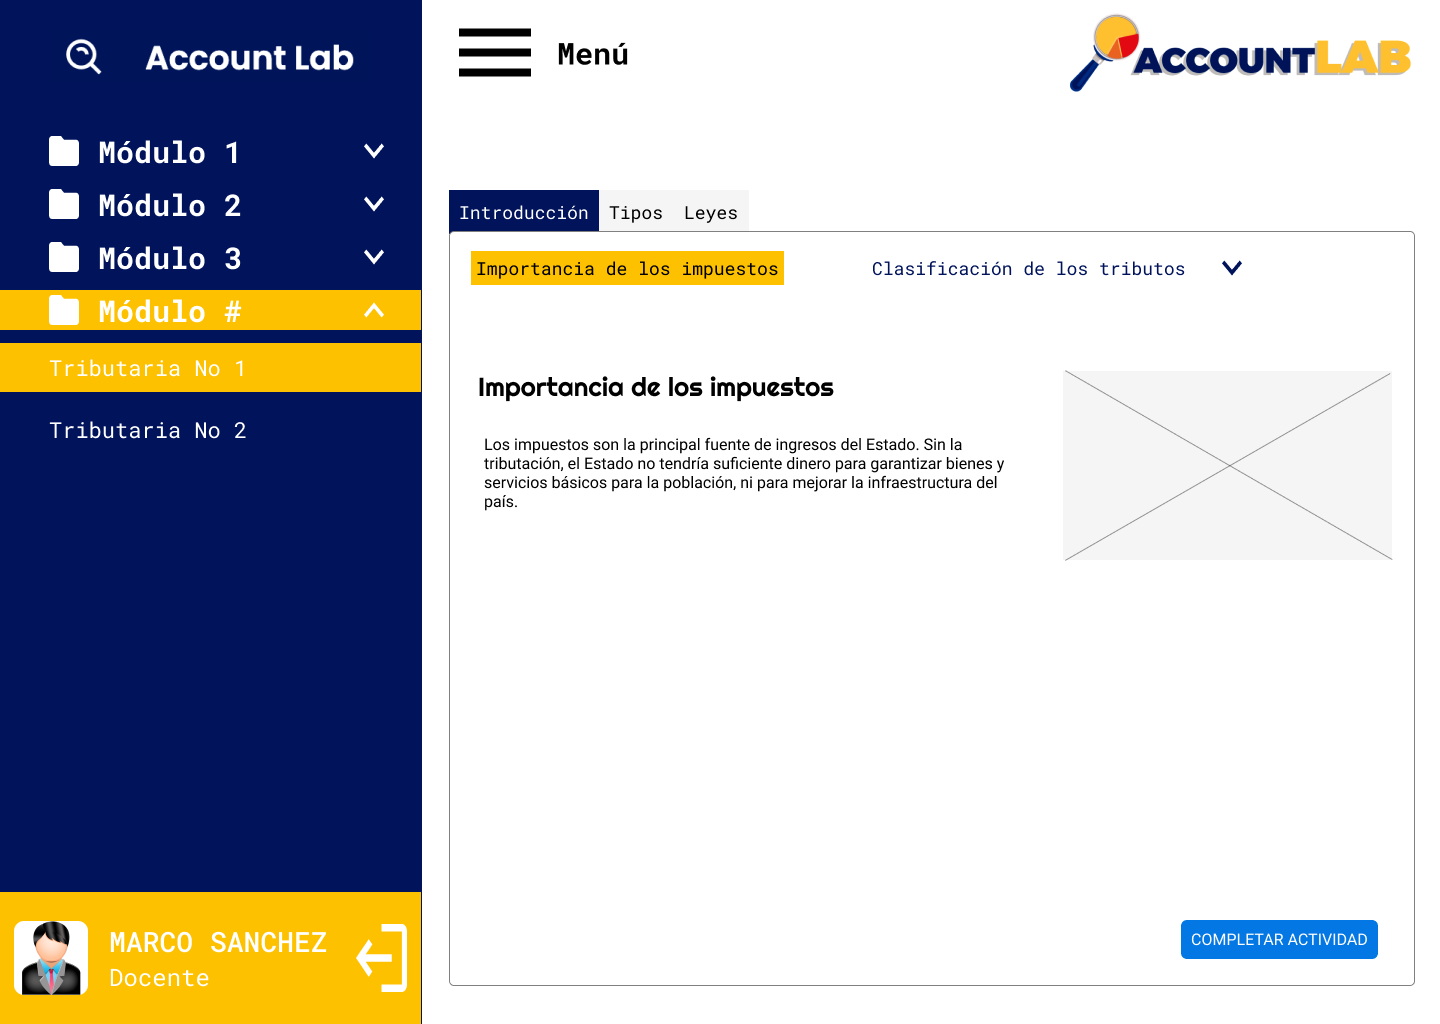 Account Lab
Módulo 1
Módulo 2
Módulo 3
Módulo #
Tributaria No 1
Tributaria No 2
MARCO SANCHEZ
Docente
Menú
ACCOUNTLAB
Introducción Tipos Leyes
Importancia de los impuestos Clasificación de los tributos
Importancia de los impuestos
Los impuestos son la principal fuente de ingresos del Estado. Sin la
tributación, el Estado no tendría suficiente dinero para garantizar bienes y
servicios básicos para la población, ni para mejorar la infraestructura del
país.
COMPLETAR ACTIVIDAD